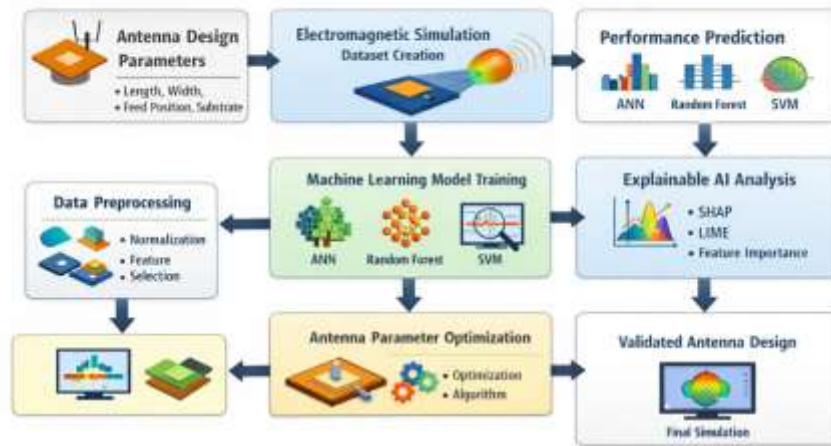 Antenna Design
Parameters
• Length, Width,
• Feed Position, Substrate
Electromagnetic Simulation
Dataset Creation
Performance Prediction
ANN
Random Forest
SVM
Data Preprocessing
• Normalization
• Feature
• Selection
Machine Learning Model Training
ANN
Random Forest
SVM
Explainable AI Analysis
• SHAP
• LIME
• Feature Importance
Antenna Parameter Optimization
• Optimization
• Algorithm
Validated Antenna Design
Final Simulation